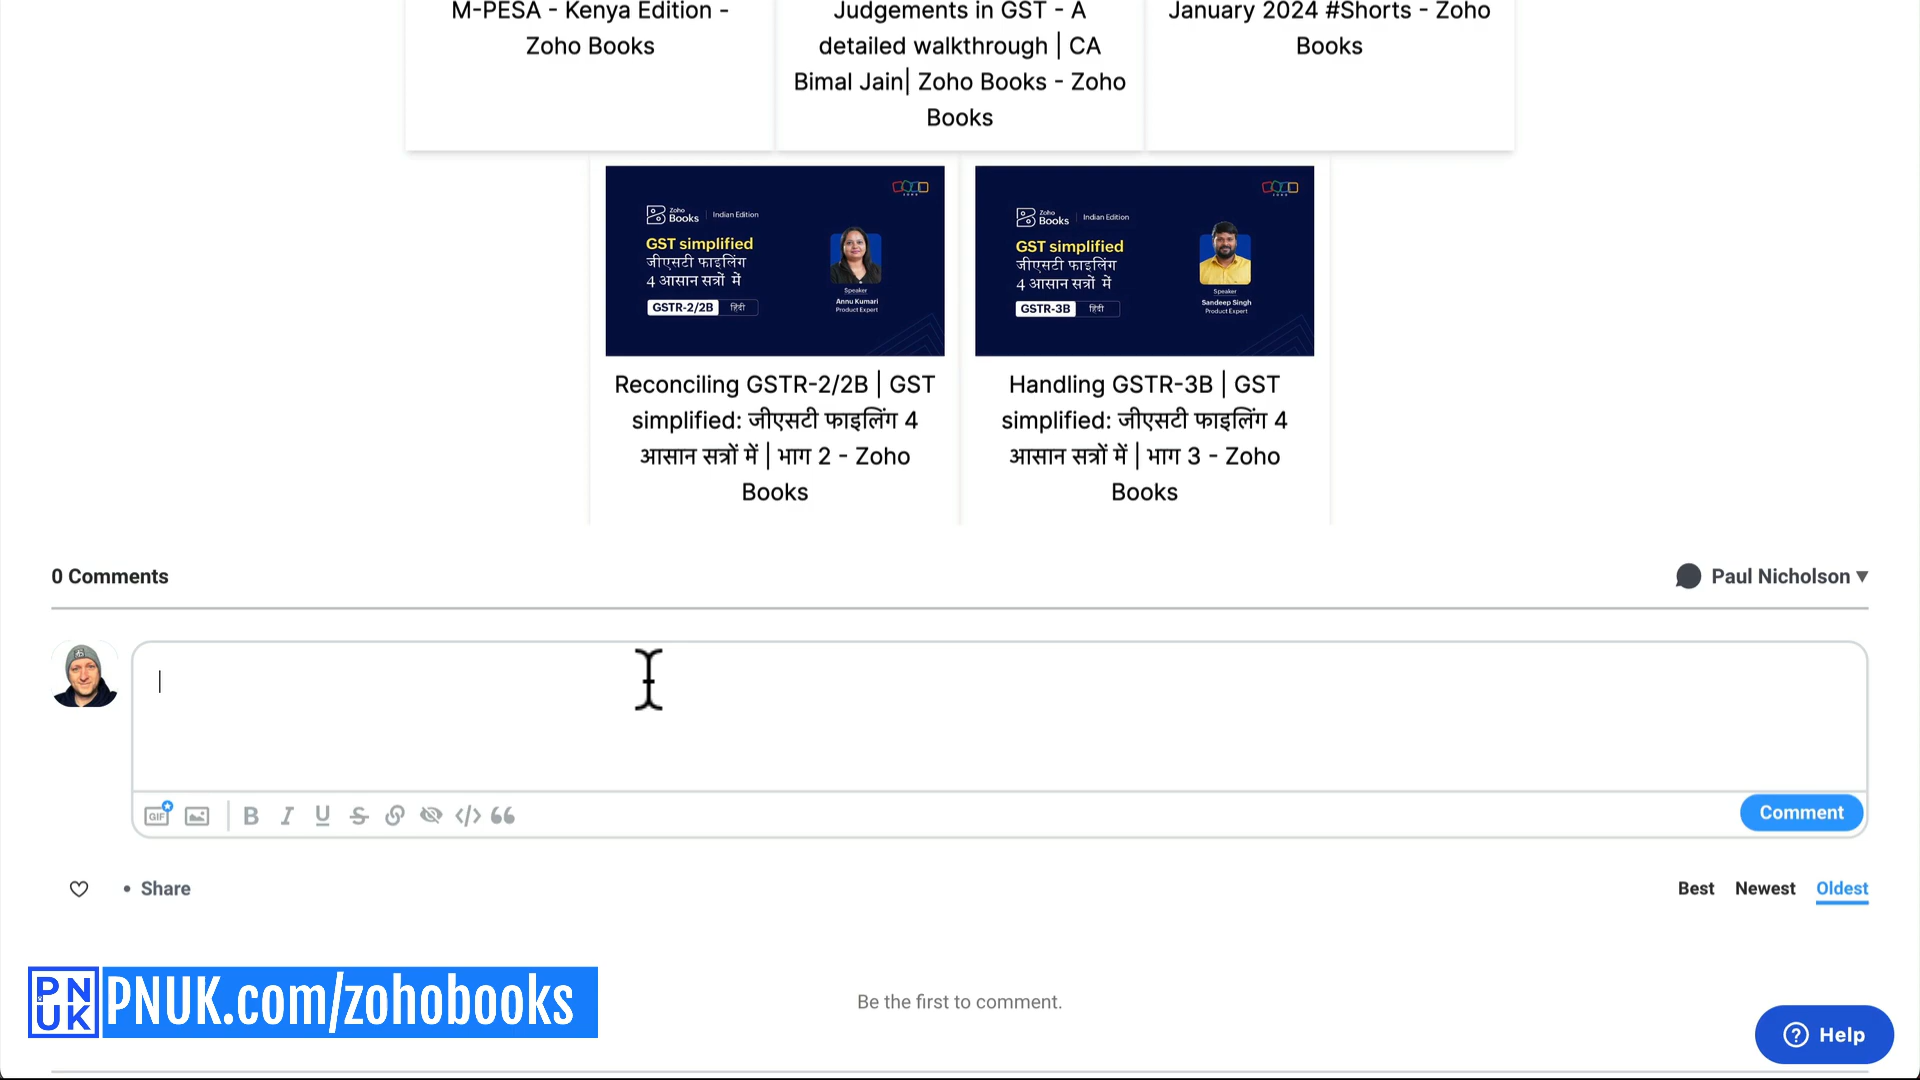 M-PESA - Kenya Edition -
Zoho Books
Judgements in GST - A
detailed walkthrough | CA
Bimal Jain| Zoho Books - Zoho
Books
January 2024 #Shorts - Zoho
Books
ZOHO
Zoho
Books
Indian Edition
GST simplified
जीएसटी फाइलिंग
4 आसान सत्रों में
GSTR-2/2B
हिंदी
Speaker
Annu Kumari
Product Expert
Reconciling GSTR-2/2B | GST
simplified: जीएसटी फाइलिंग 4
आसान सत्रों में | भाग 2 - Zoho
Books
ZOHO
Zoho
Books
Indian Edition
GST simplified
जीएसटी फाइलिंग
4 आसान सत्रों में
GSTR-3B
हिंदी
Speaker
Sandeep Singh
Product Expert
Handling GSTR-3B | GST
simplified: जीएसटी फाइलिंग 4
आसान सत्रों में | भाग 3 - Zoho
Books
0 Comments
Paul Nicholson
GIF
B I U S
Comment
Share
Best Newest Oldest
PN
UK
PNUK.com/zohobooks
Be the first to comment.
Help